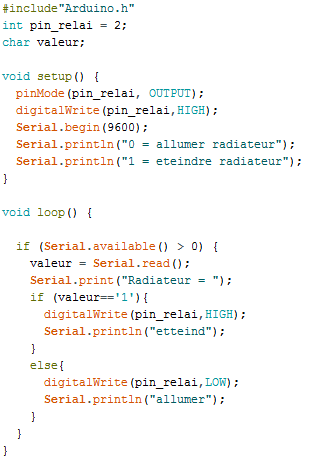 #include"Arduino.h"
int pin_relai = 2;
char valeur;
void setup() {
pinMode(pin_relai, OUTPUT);
digitalWrite(pin_relai,HIGH);
Serial.begin(9600);
Serial.println("0 = allumer radiateur");
Serial.println("1 = eteindre radiateur");
}
void loop() {
if (Serial.available() > 0) {
valeur = Serial.read();
Serial.print("Radiateur = ");
if (valeur=='1'){
digitalWrite(pin_relai,HIGH);
Serial.println("etteind");
}
else{
digitalWrite(pin_relai,LOW);
Serial.println("allumer");
}
}
}